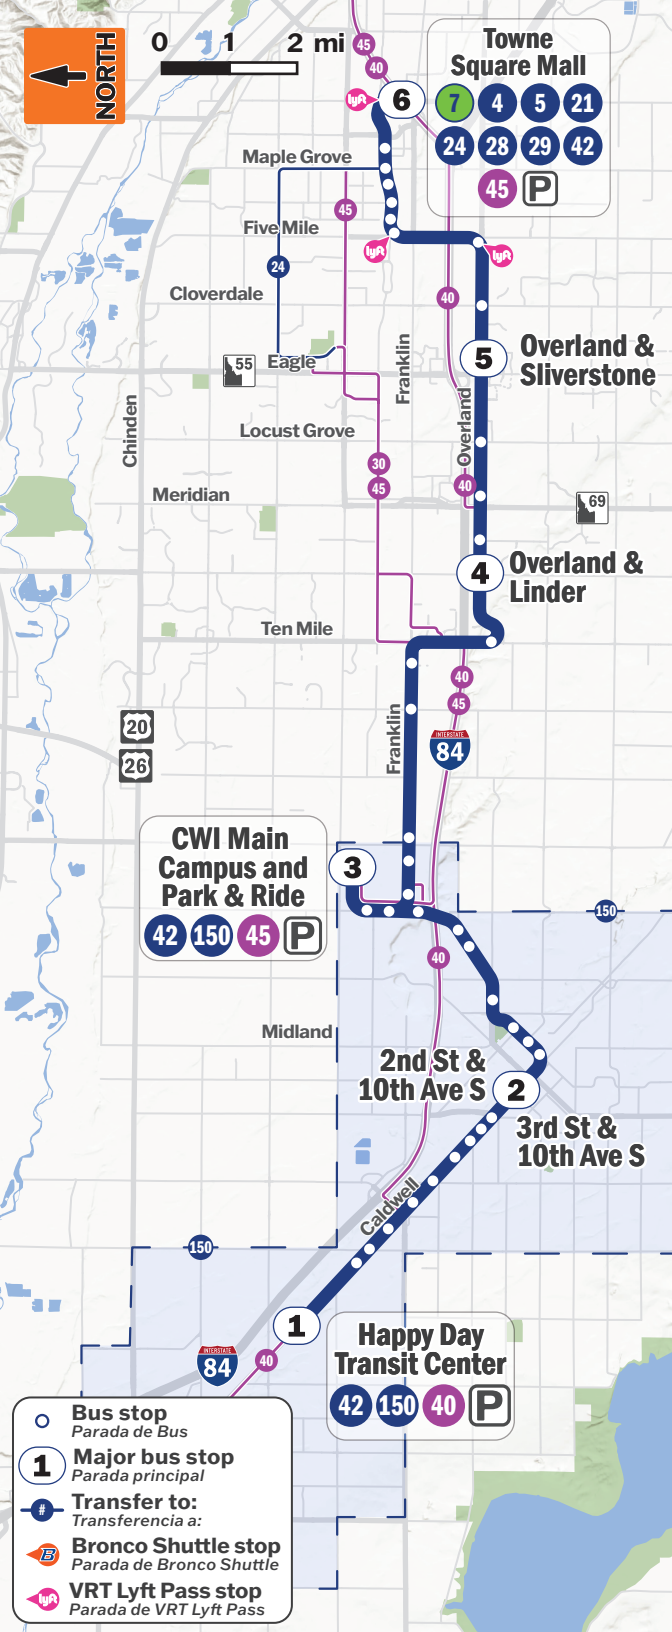 NORTH
0 1 2 mi
45
40
Towne
Square Mall
7 4 5 21
24 28 29 42
45 P
lyft
6
Maple Grove
45
Five Mile
lyft
lyft
24
Cloverdale
40
Franklin
5
Overland &
Sliverstone
55
Eagle
Chinden
Overland
Locust Grove
30
45
40
Meridian
69
4
Overland &
Linder
Ten Mile
40
45
20
26
Franklin
INTERSTATE
84
CWI Main
Campus and
Park & Ride
42 150 45 P
3
150
40
Midland
2nd St &
10th Ave S
2
3rd St &
10th Ave S
Caldwell
150
1
INTERSTATE
84
40
Happy Day
Transit Center
42 150 40 P
Bus stop
Parada de Bus
1
Major bus stop
Parada principal
#
Transfer to:
Transferencia a:
B
Bronco Shuttle stop
Parada de Bronco Shuttle
lyft
VRT Lyft Pass stop
Parada de VRT Lyft Pass